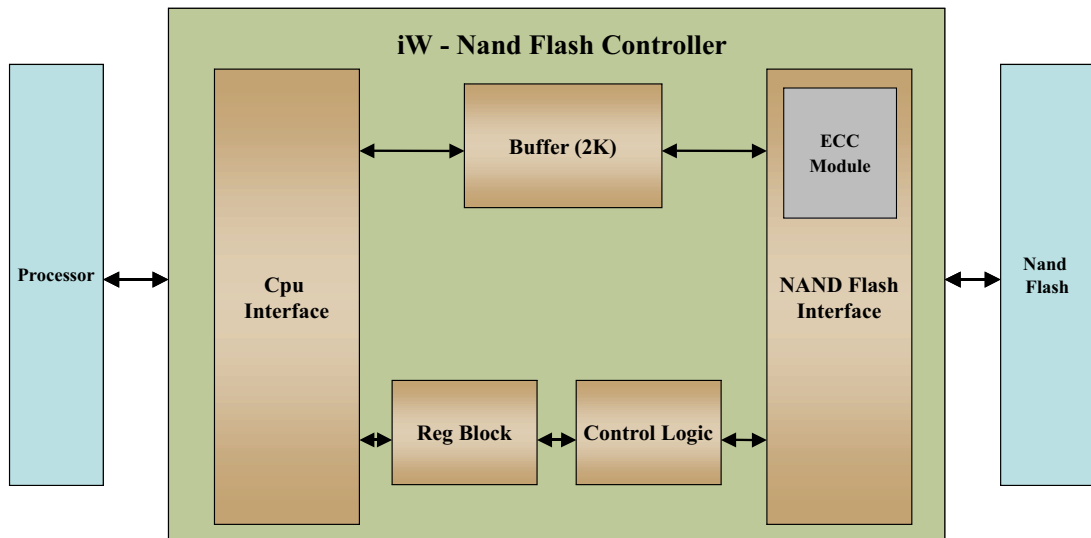 iW - Nand Flash Controller
Processor
Cpu
Interface
Buffer (2K)
ECC
Module
NAND Flash
Interface
Reg Block
Control Logic
Nand
Flash